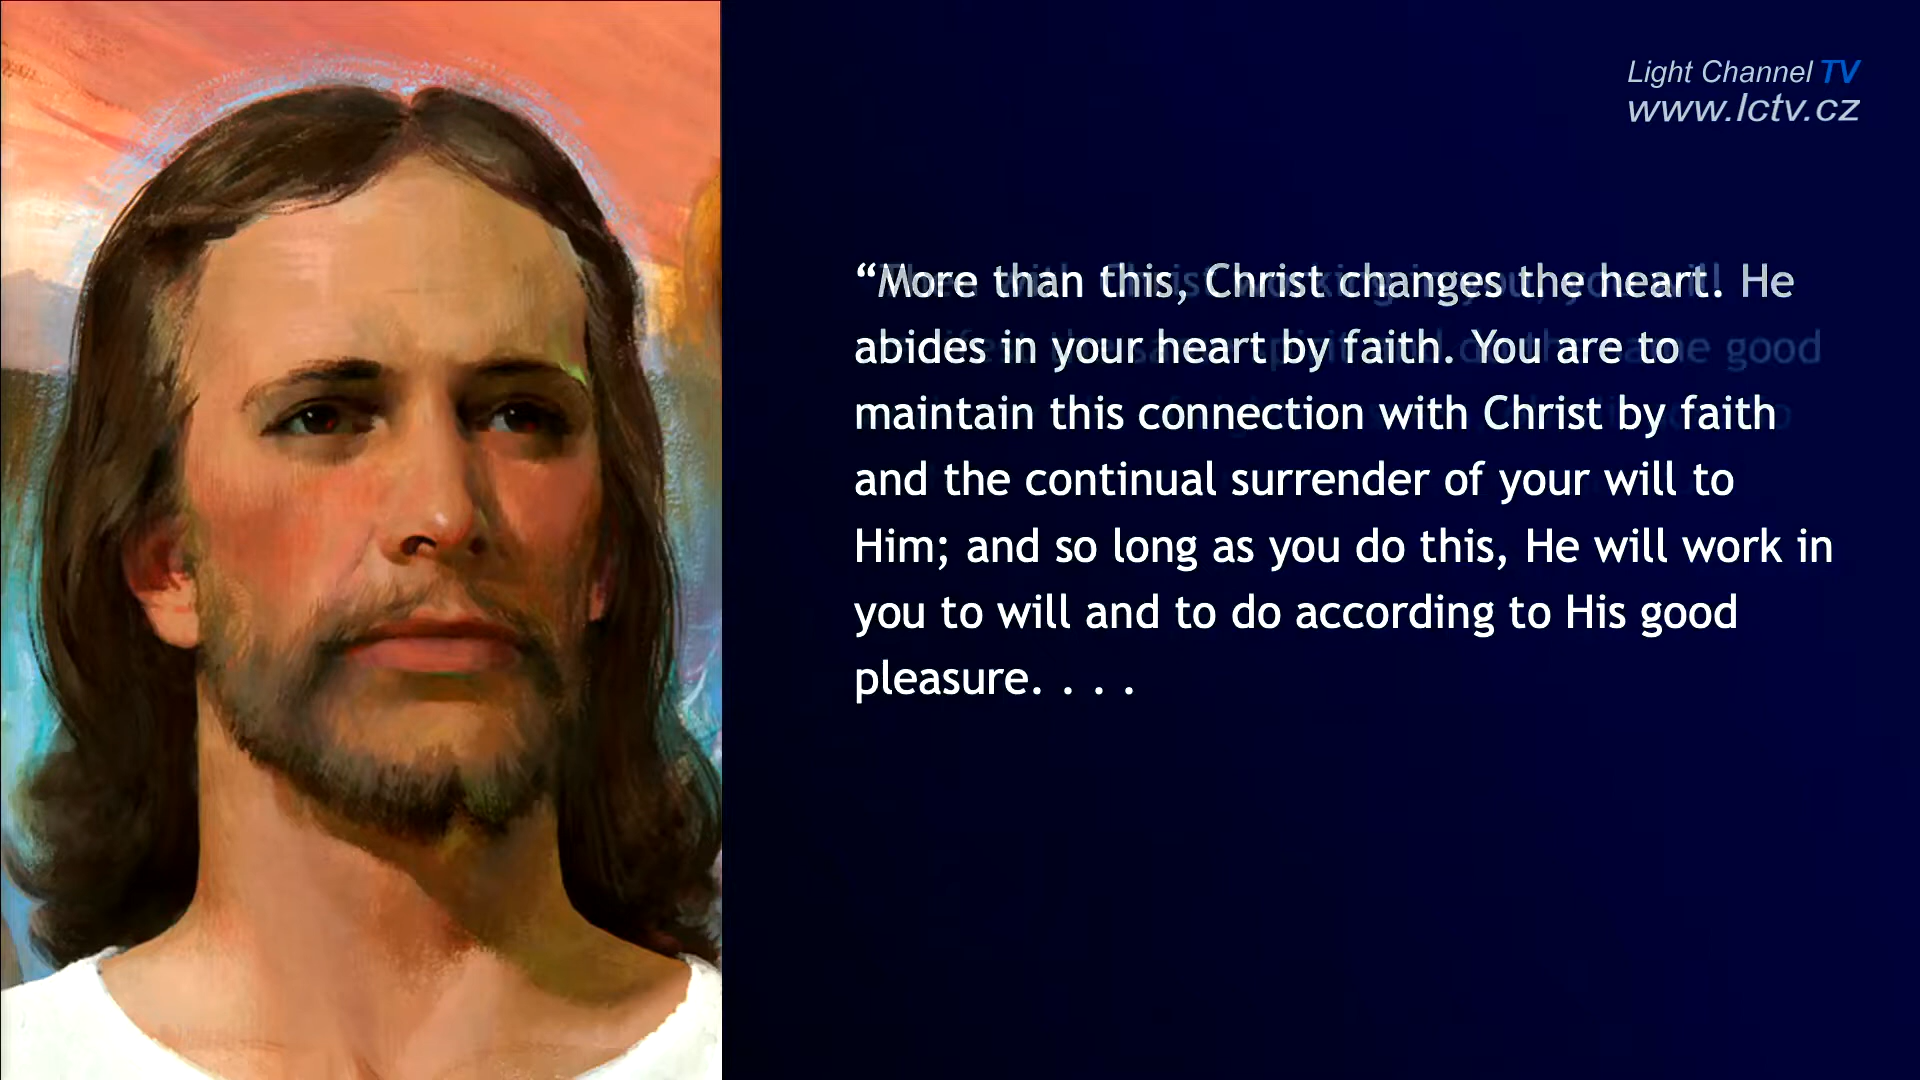 Light Channel TV
www.lctv.cz
“More than this, Christ changes the heart. He
abides in your heart by faith. You are to
maintain this connection with Christ by faith
and the continual surrender of your will to
Him; and so long as you do this, He will work in
you to will and to do according to His good
pleasure. . . .